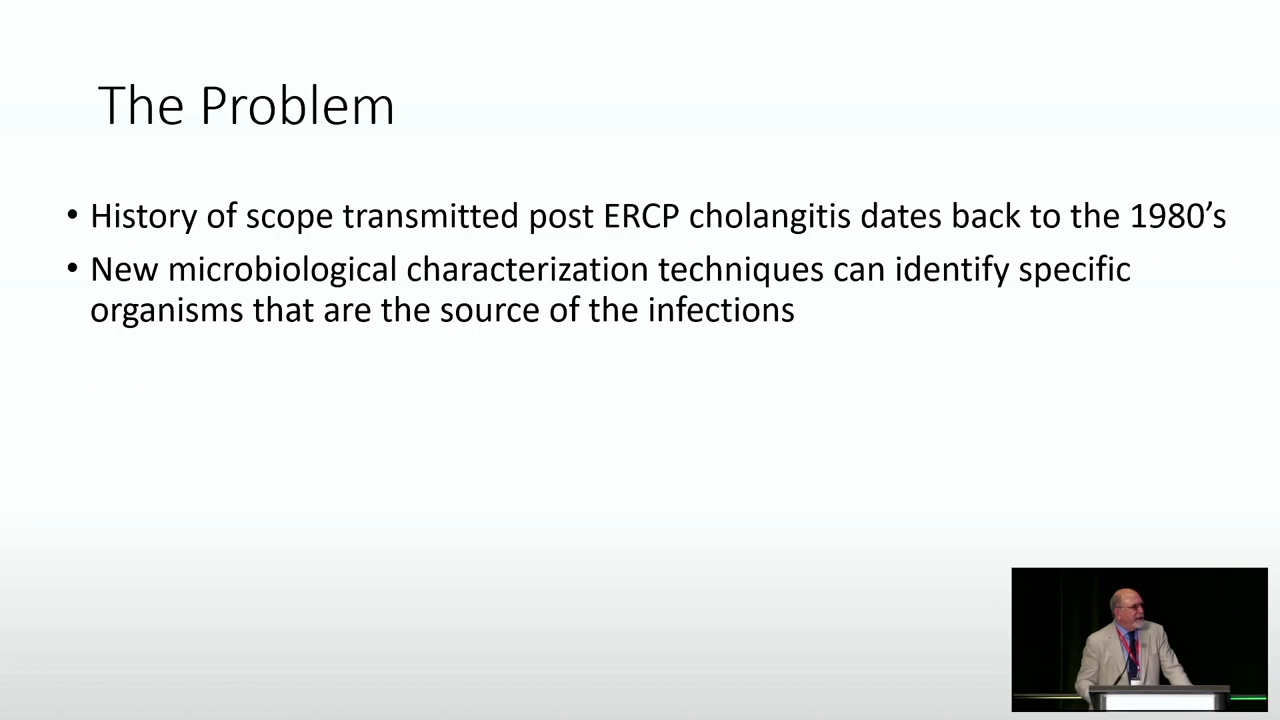 The Problem
• History of scope transmitted post ERCP cholangitis dates back to the 1980’s
• New microbiological characterization techniques can identify specific
organisms that are the source of the infections